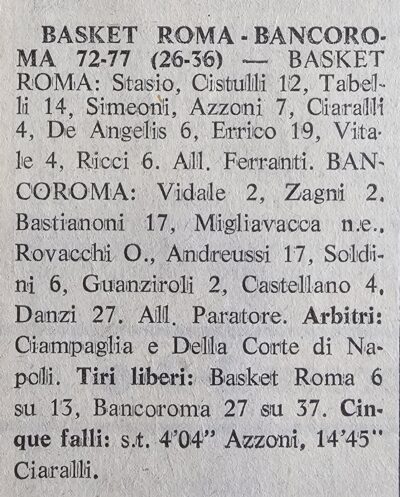 BASKET ROMA - BANCORO-
MA 72-77 (26-36) — BASKET
ROMA: Stasio, Cistulli 12, Tabel-
li 14, Simeoni, Azzoni 7, Ciaralli
4, De Angelis 6, Errico 19, Vita-
le 4, Ricci 6. All. Ferranti. BAN-
COROMA: Vidale 2, Zagni 2,
Bastianoni 17, Migliavacca n.e.,
Rovacchi O., Andreussi 17, Soldi-
ni 6, Guanziroli 2, Castellano 4,
Danzi 27. All. Paratore. Arbitri:
Ciampaglia e Della Corte di Na-
poli. Tiri liberi: Basket Roma 6
su 13, Bancoroma 27 su 37. Cin-
que falli: s.t. 4'04" Azzoni, 14'45"
Ciaralli.